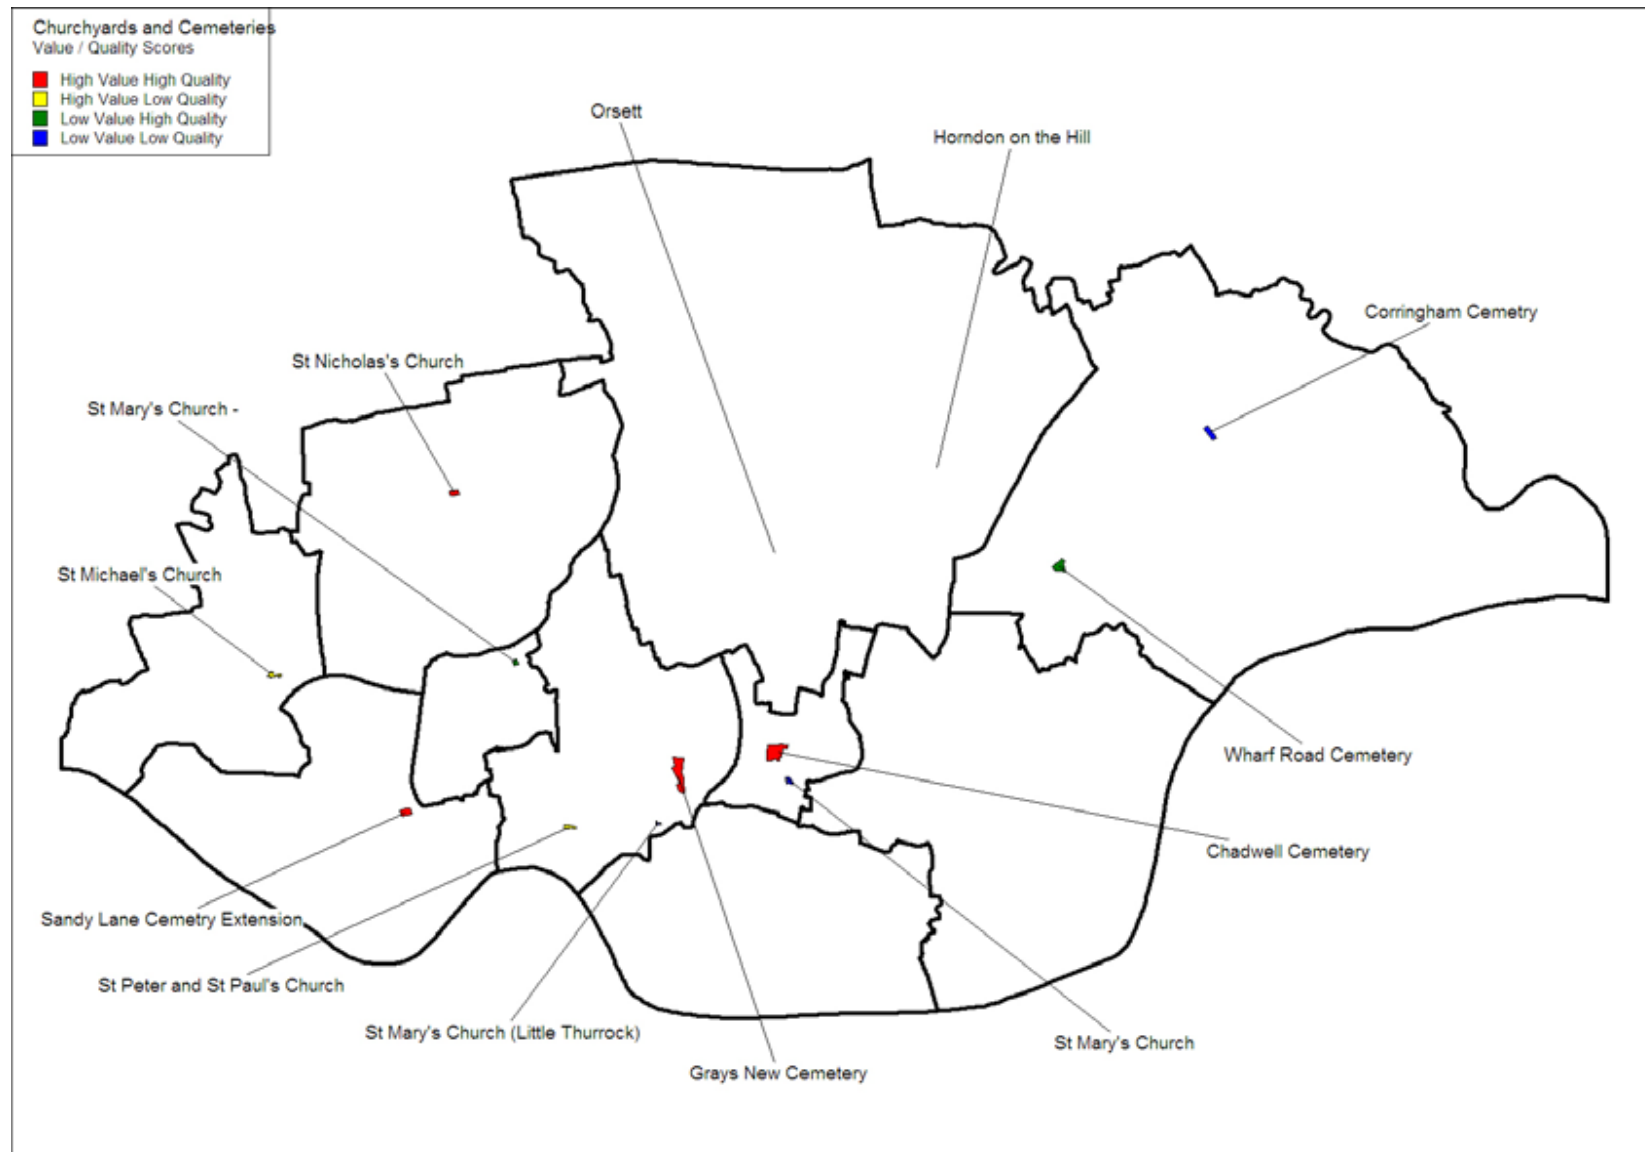 Churchyards and Cemeteries
Value / Quality Scores
High Value High Quality
High Value Low Quality
Low Value High Quality
Low Value Low Quality
Orsett
Horndon on the Hill
Corringham Cemetry
St Nicholas's Church
St Mary's Church -
St Michael's Church
Wharf Road Cemetery
Chadwell Cemetery
Sandy Lane Cemetry Extension
St Peter and St Paul's Church
St Mary's Church (Little Thurrock)
St Mary's Church
Grays New Cemetery